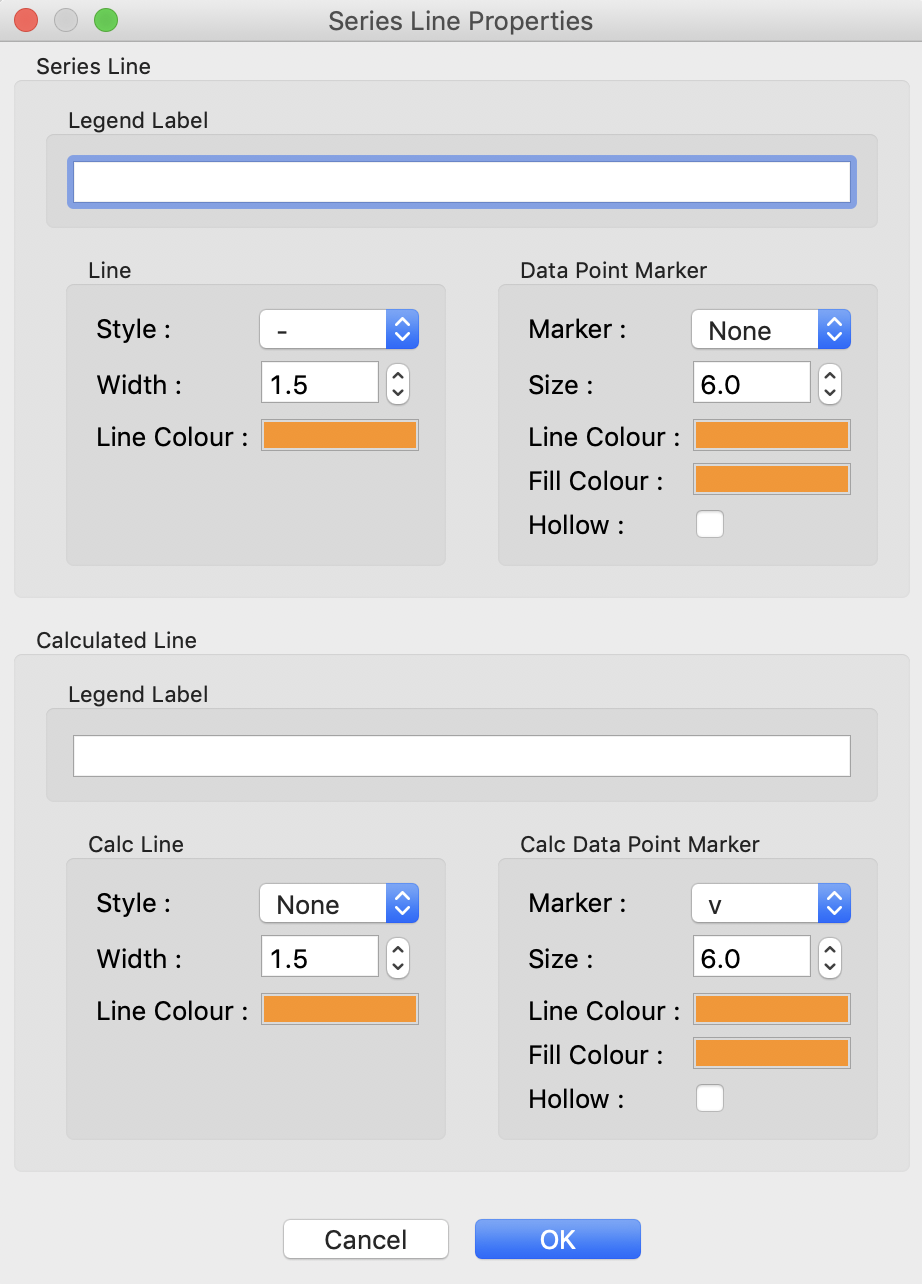 Series Line Properties
Series Line
Legend Label
Line
Style :
-
Width :
1.5
Line Colour :
Data Point Marker
Marker :
None
Size :
6.0
Line Colour :
Fill Colour :
Hollow :
Calculated Line
Legend Label
Calc Line
Style :
None
Width :
1.5
Line Colour :
Calc Data Point Marker
Marker :
v
Size :
6.0
Line Colour :
Fill Colour :
Hollow :
Cancel
OK